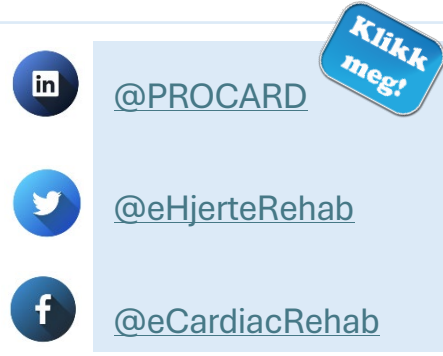 Klikk
meg!
in
@PROCARD
@eHjerteRehab
f
@eCardiacRehab